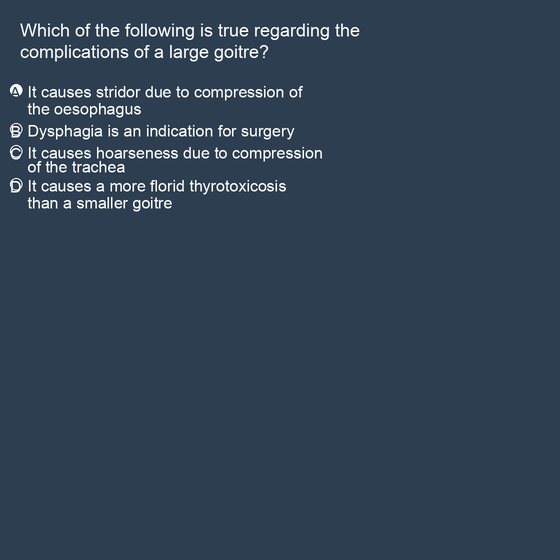 Which of the following is true regarding the
complications of a large goitre?
A It causes stridor due to compression of
the oesophagus
B Dysphagia is an indication for surgery
C It causes hoarseness due to compression
of the trachea
D It causes a more florid thyrotoxicosis
than a smaller goitre